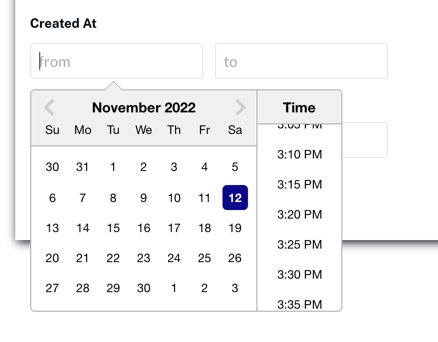 Created At
from to
November 2022 Time
Su Mo Tu We Th Fr Sa
3:05 PM
30 31 1 2 3 4 5
3:10 PM
6 7 8 9 10 11 12
3:15 PM
3:20 PM
13 14 15 16 17 18 19
3:25 PM
20 21 22 23 24 25 26
3:30 PM
27 28 29 30 1 2 3
3:35 PM